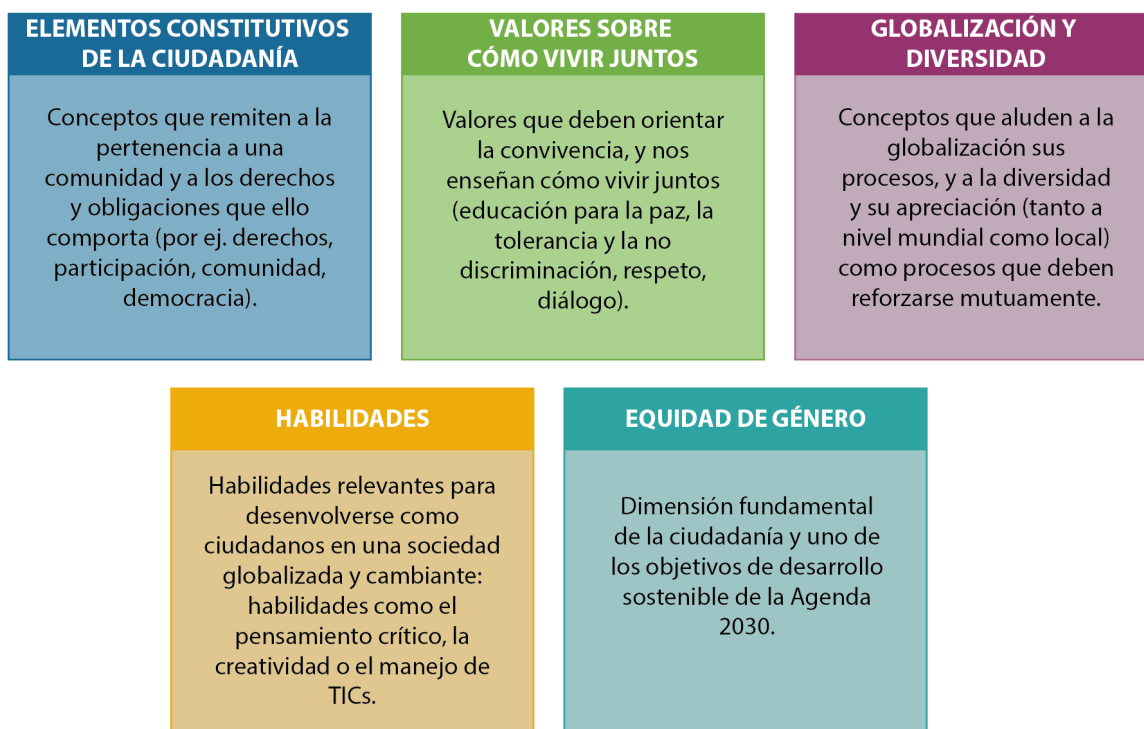 ELEMENTOS CONSTITUTIVOS
DE LA CIUDADANÍA
Conceptos que remiten a la
pertenencia a una
comunidad y a los derechos
y obligaciones que ello
comporta (por ej. derechos,
participación, comunidad,
democracia).
VALORES SOBRE
CÓMO VIVIR JUNTOS
Valores que deben orientar
la convivencia, y nos
enseñan cómo vivir juntos
(educación para la paz, la
tolerancia y la no
discriminación, respeto,
diálogo).
GLOBALIZACIÓN Y
DIVERSIDAD
Conceptos que aluden a la
globalización sus
procesos, y a la diversidad
y su apreciación (tanto a
nivel mundial como local)
como procesos que deben
reforzarse mutuamente.
HABILIDADES
Habilidades relevantes para
desenvolverse como
ciudadanos en una sociedad
globalizada y cambiante:
habilidades como el
pensamiento crítico, la
creatividad o el manejo de
TICs.
EQUIDAD DE GÉNERO
Dimensión fundamental
de la ciudadanía y uno de
los objetivos de desarrollo
sostenible de la Agenda
2030.